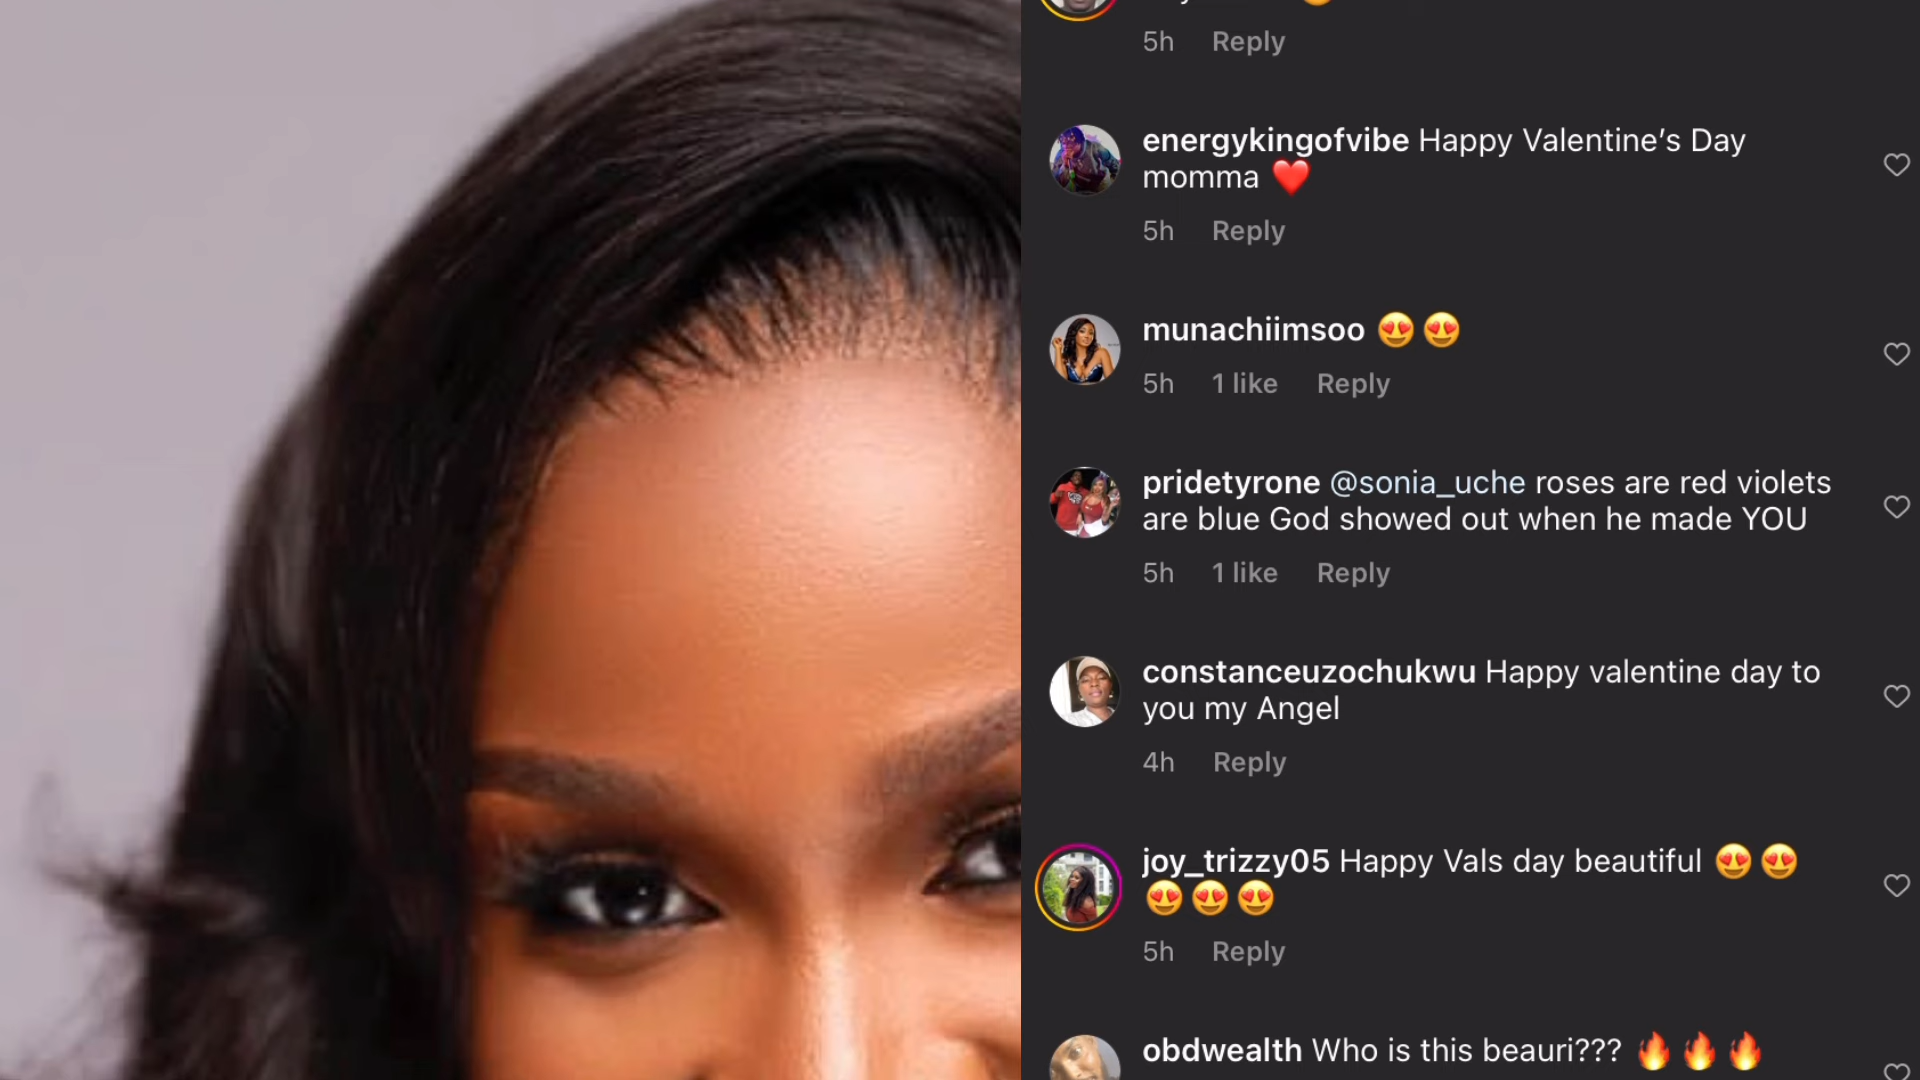 5h Reply
energykingofvibe Happy Valentine’s Day
momma ❤️
5h Reply
munachiimsoo 😍😍
5h 1 like Reply
pridetyrone @sonia_uche roses are red violets
are blue God showed out when he made YOU
5h 1 like Reply
constanceuzochukwu Happy valentine day to
you my Angel
4h Reply
joy_trizzy05 Happy Vals day beautiful 😍😍
😍😍😍
5h Reply
obdwealth Who is this beauri??? 🔥🔥🔥